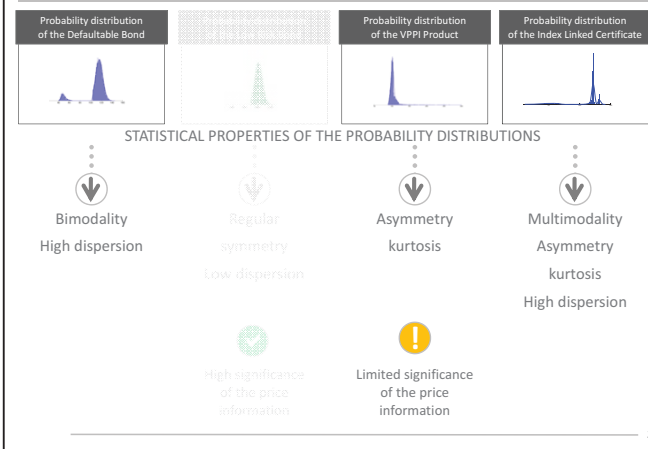 Probability distribution
of the Defaultable Bond
Probability distribution
Probability distribution
of the VPPI Product
Probability distribution
of the Index Linked Certificate
STATISTICAL PROPERTIES OF THE PROBABILITY DISTRIBUTIONS
Bimodality
High dispersion
Regular
symmetry
Low dispersion
Asymmetry
kurtosis
Multimodality
Asymmetry
kurtosis
High dispersion
High significance
of the price
information
Limited significance
of the price
information